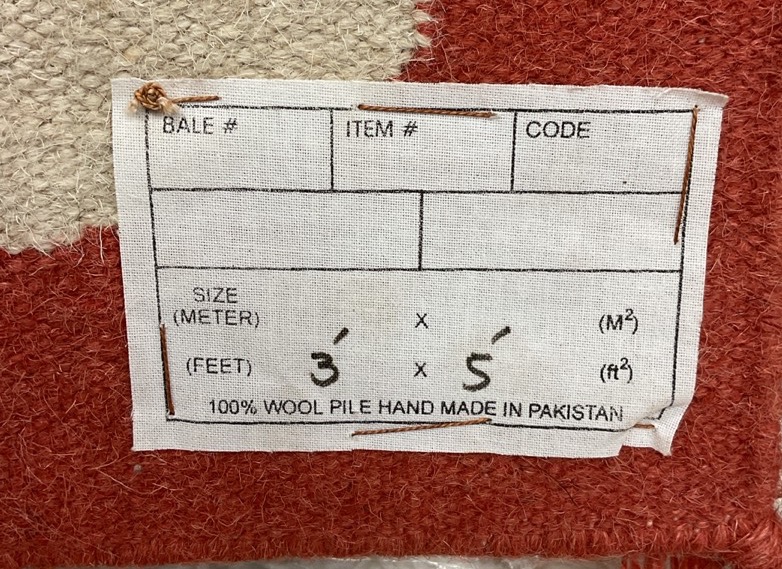 BALE # ITEM # CODE
SIZE
(METER) X (M²)
(FEET) 3' X 5' (ft²)
100% WOOL PILE HAND MADE IN PAKISTAN